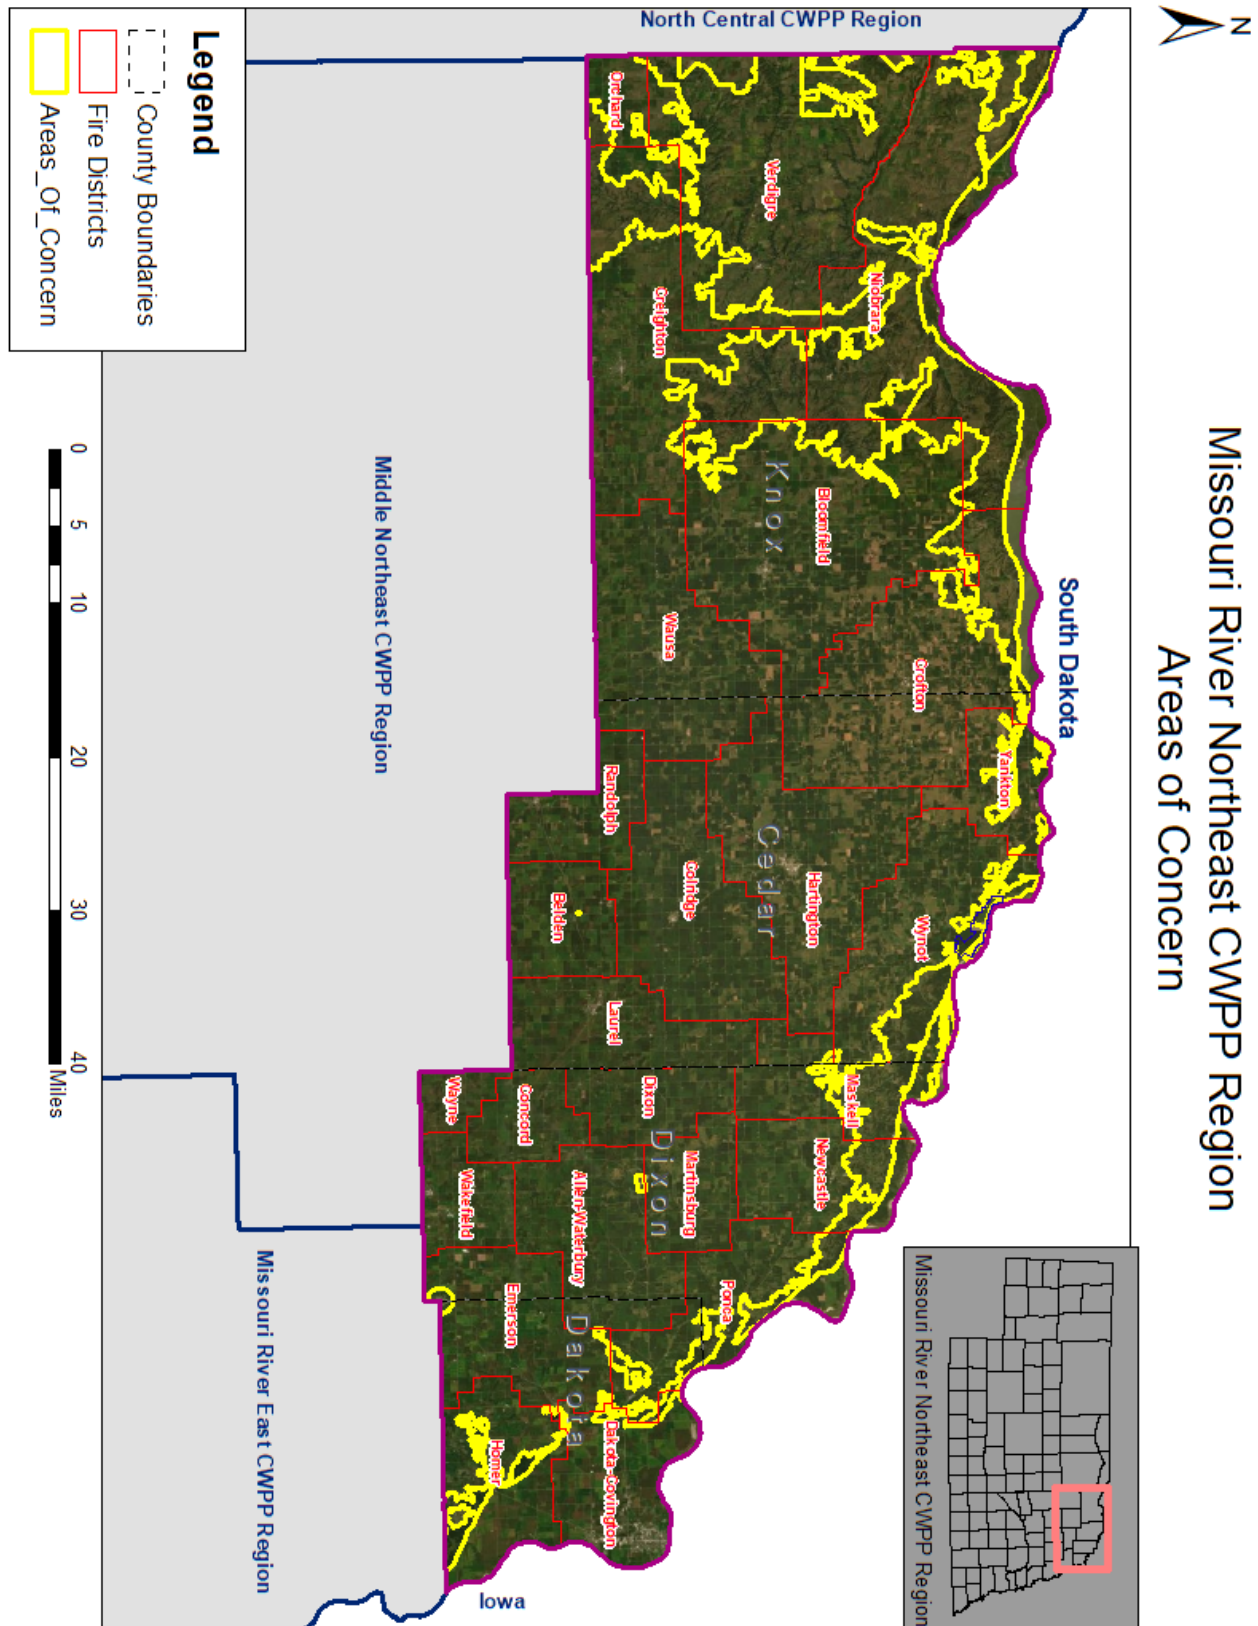 Missouri River Northeast CWPP Region
Areas of Concern
N
North Central CWPP Region
South Dakota
Iowa
Middle Northeast CWPP Region
Missouri River East CWPP Region
Knox
Cedar
Dixon
Dakota
Orchard
Verdigre
Niobrara
Creighton
Bloomfield
Wausa
Crofton
Yankton
Randolph
Colridge
Hartington
Wynot
Belden
Laurel
Maskell
Newcastle
Dixon
Martinsburg
Concord
Wayne
Wakefield
Allen-Waterbury
Emerson
Ponca
Dakota-Covington
Homer
Legend
County Boundaries
Fire Districts
Areas_Of_Concern
0 5 10 20 30 40
Miles
Missouri River Northeast CWPP Region